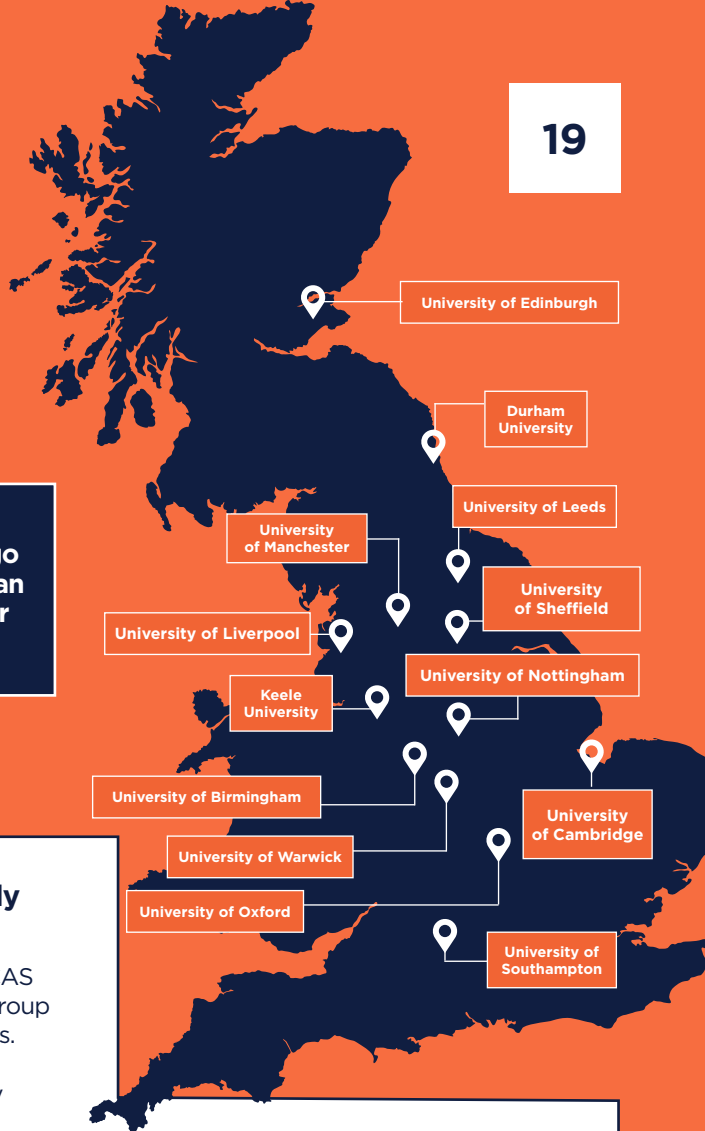 19
University of Edinburgh
Durham
University
University of Leeds
University
of Manchester
University
of Sheffield
University of Liverpool
University of Nottingham
Keele
University
University of Birmingham
University
of Cambridge
University of Warwick
University of Oxford
University of
Southampton